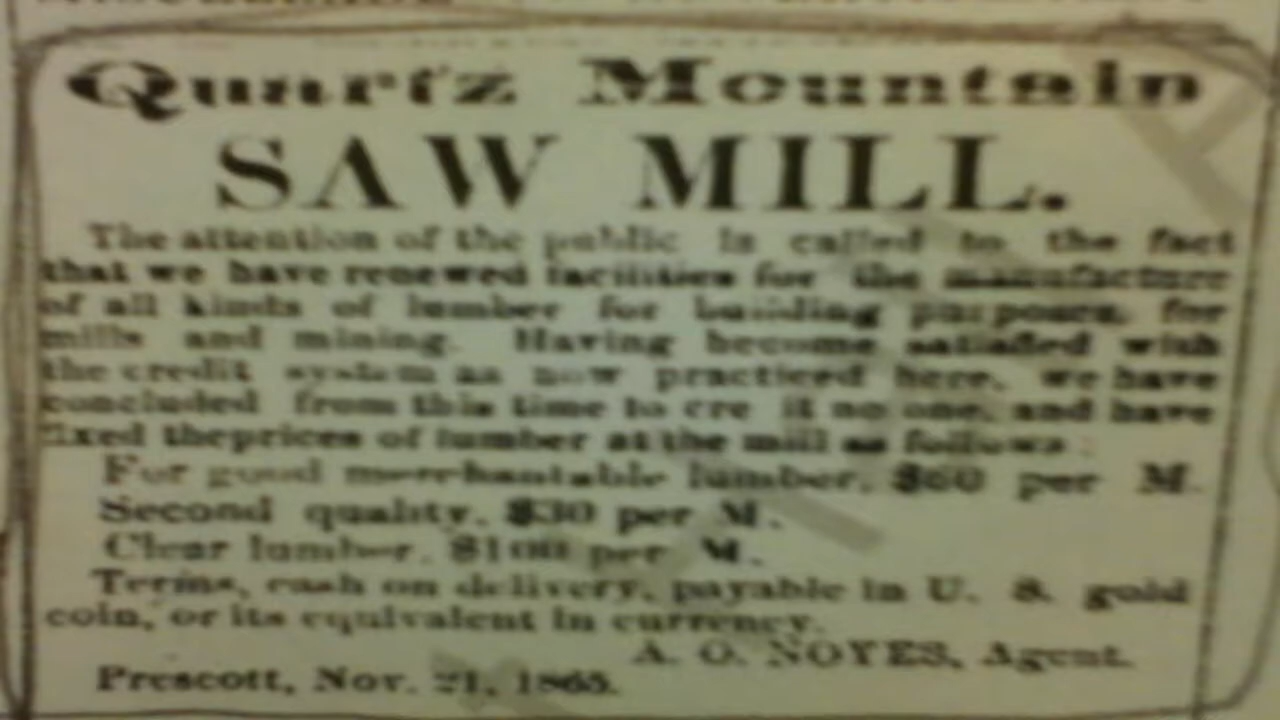 Quartz Mountain
SAW MILL.
The attention of the public is called to the fact
that we have renewed facilities for the manufacture
of all kinds of lumber for building purposes, for
mills and mining. Having become satisfied with
the credit system as now practiced here, we have
concluded from this time to cre it no one, and have
fixed theprices of lumber at the mill as follows:
For good merchantable lumber, $60 per M.
Second quality, $30 per M.
Clear lumber, $100 per M.
Terms, cash on delivery, payable in U. S. gold
coin, or its equivalent in currency.
A. O. NOYES, Agent.
Prescott, Nov. 21, 1865.